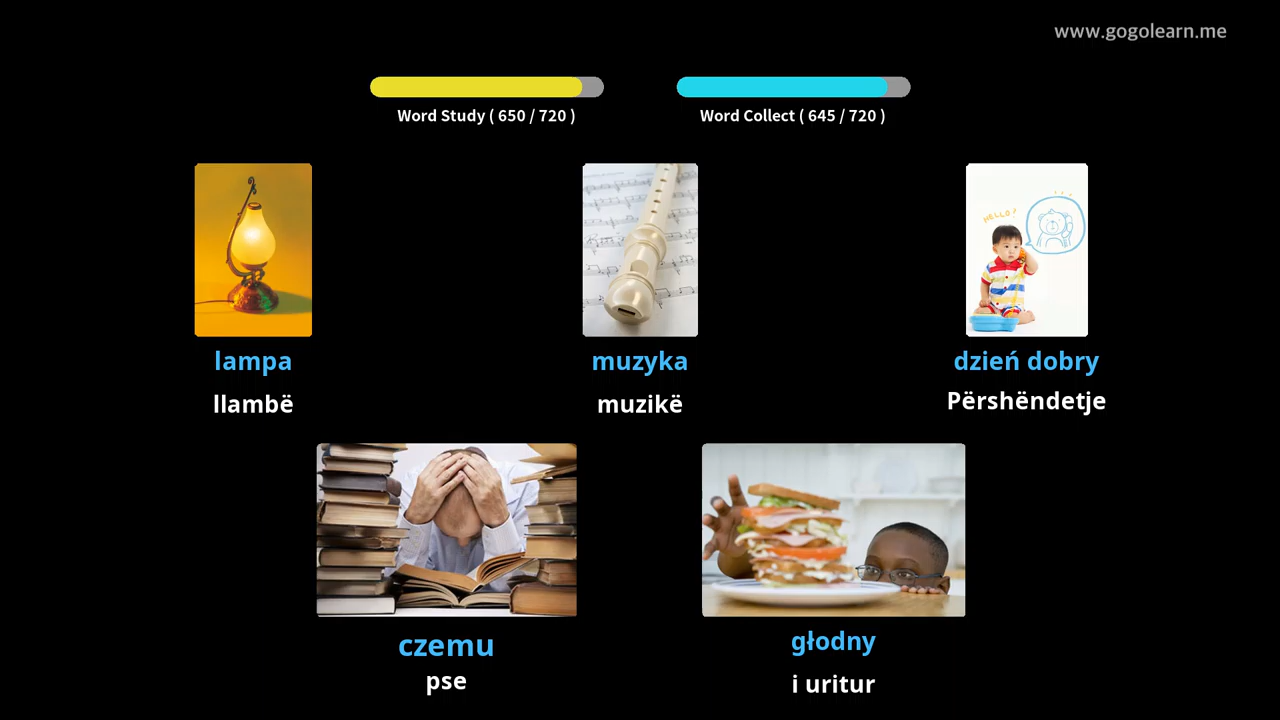 www.gogolearn.me
Word Study ( 650 / 720 )
Word Collect ( 645 / 720 )
HELLO?
lampa
muzyka
dzień dobry
llambë
muzikë
Përshëndetje
czemu
głodny
pse
i uritur